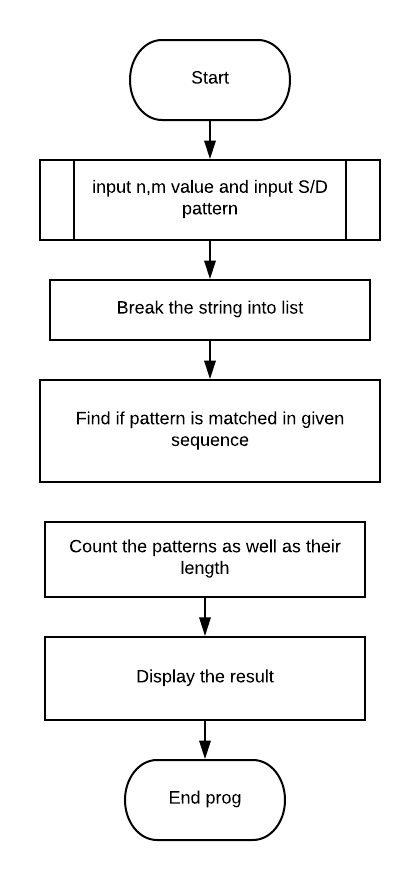 Start
input n,m value and input S/D
pattern
Break the string into list
Find if pattern is matched in given
sequence
Count the patterns as well as their
length
Display the result
End prog